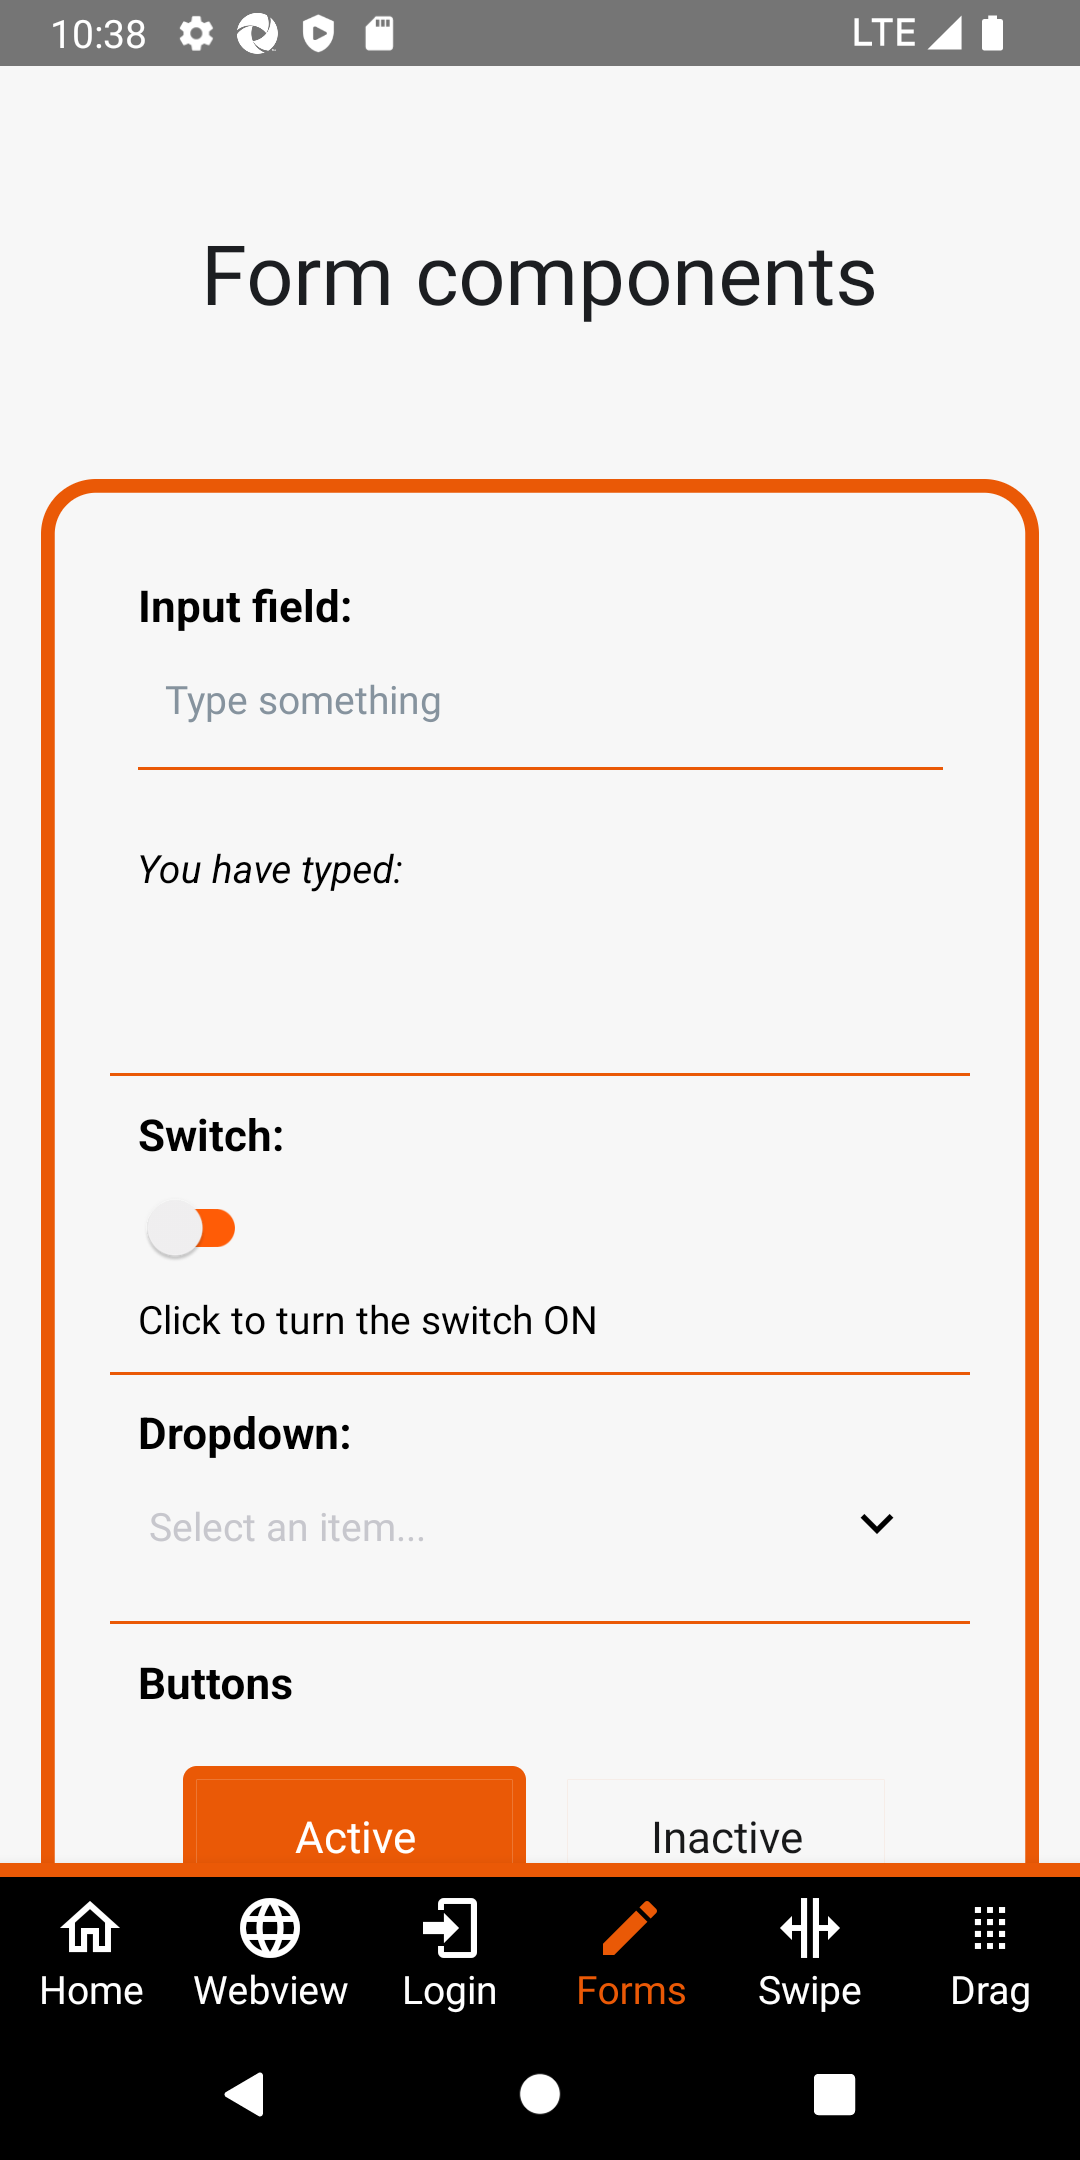 10:38 LTE
Form components
Input field:
Type something
You have typed:
Switch:
Click to turn the switch ON
Dropdown:
Select an item...
Buttons
Active Inactive
Home Webview Login Forms Swipe Drag